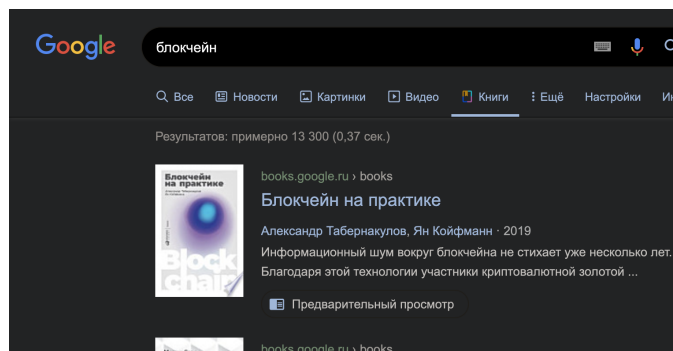 Google
блокчейн
Все Новости Картинки Видео Книги Ещё Настройки
Результатов: примерно 13 300 (0,37 сек.)
Блокчейн
на практике
Block
chain
books.google.ru › books
Блокчейн на практике
Александр Табернакулов, Ян Койфманн · 2019
Информационный шум вокруг блокчейна не стихает уже несколько лет.
Благодаря этой технологии участники криптовалютной золотой ...
Предварительный просмотр
books.google.ru › books